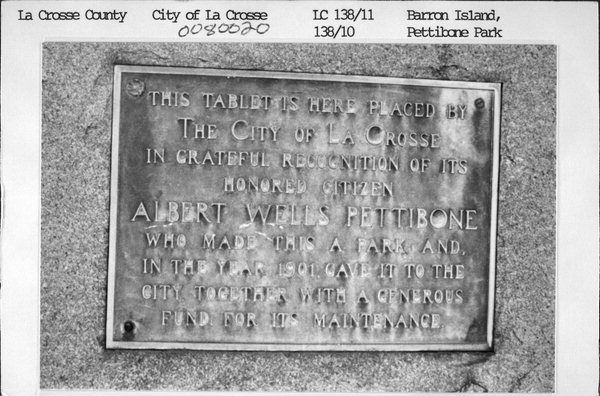 La Crosse County City of La Crosse LC 138/11 Barron Island,
0080020 138/10 Pettibone Park
THIS TABLET IS HERE PLACED BY
THE CITY OF LA CROSSE
IN GRATEFUL RECOGNITION OF ITS
HONORED CITIZEN
ALBERT WELLS PETTIBONE
WHO MADE THIS A PARK AND,
IN THE YEAR 1901, GAVE IT TO THE
CITY TOGETHER WITH A GENEROUS
FUND FOR ITS MAINTENANCE.